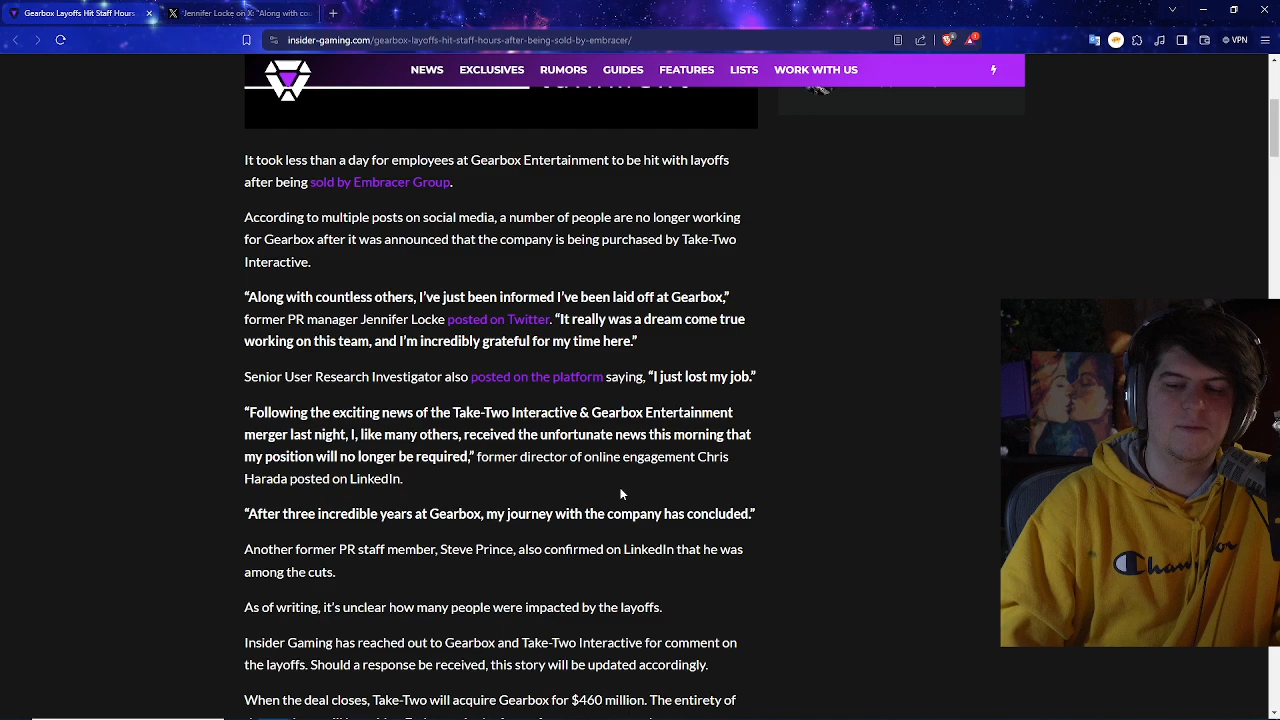 Gearbox Layoffs Hit Staff Hours
"Jennifer Locke on X: "Along with cou
insider-gaming.com/gearbox-layoffs-hit-staff-hours-after-being-sold-by-embracer/
VPN
NEWS EXCLUSIVES RUMORS GUIDES FEATURES LISTS WORK WITH US
It took less than a day for employees at Gearbox Entertainment to be hit with layoffs
after being sold by Embracer Group.
According to multiple posts on social media, a number of people are no longer working
for Gearbox after it was announced that the company is being purchased by Take-Two
Interactive.
“Along with countless others, I’ve just been informed I’ve been laid off at Gearbox,”
former PR manager Jennifer Locke posted on Twitter. “It really was a dream come true
working on this team, and I’m incredibly grateful for my time here.”
Senior User Research Investigator also posted on the platform saying, “I just lost my job.”
“Following the exciting news of the Take-Two Interactive & Gearbox Entertainment
merger last night, I, like many others, received the unfortunate news this morning that
my position will no longer be required,” former director of online engagement Chris
Harada posted on LinkedIn.
“After three incredible years at Gearbox, my journey with the company has concluded.”
Another former PR staff member, Steve Prince, also confirmed on LinkedIn that he was
among the cuts.
As of writing, it’s unclear how many people were impacted by the layoffs.
Insider Gaming has reached out to Gearbox and Take-Two Interactive for comment on
the layoffs. Should a response be received, this story will be updated accordingly.
When the deal closes, Take-Two will acquire Gearbox for $460 million. The entirety of
Champion